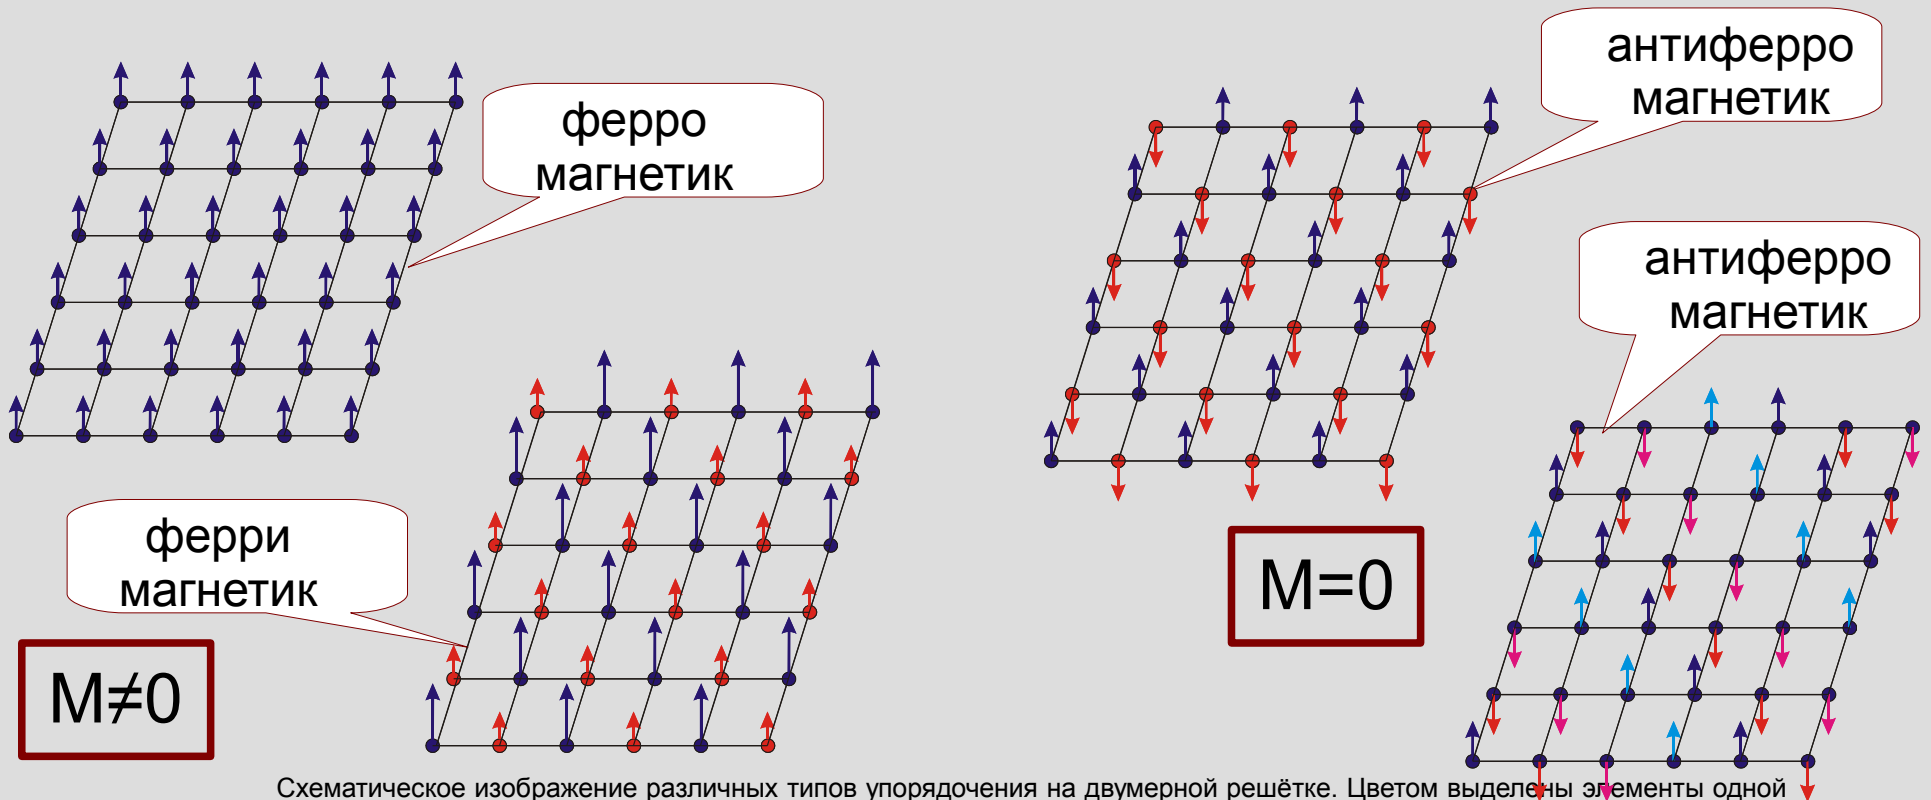 ферро
магнетик
ферри
магнетик
M≠0
антиферро
магнетик
антиферро
магнетик
M=0
Схематическое изображение различных типов упорядочения на двумерной решётке. Цветом выделены элементы одной